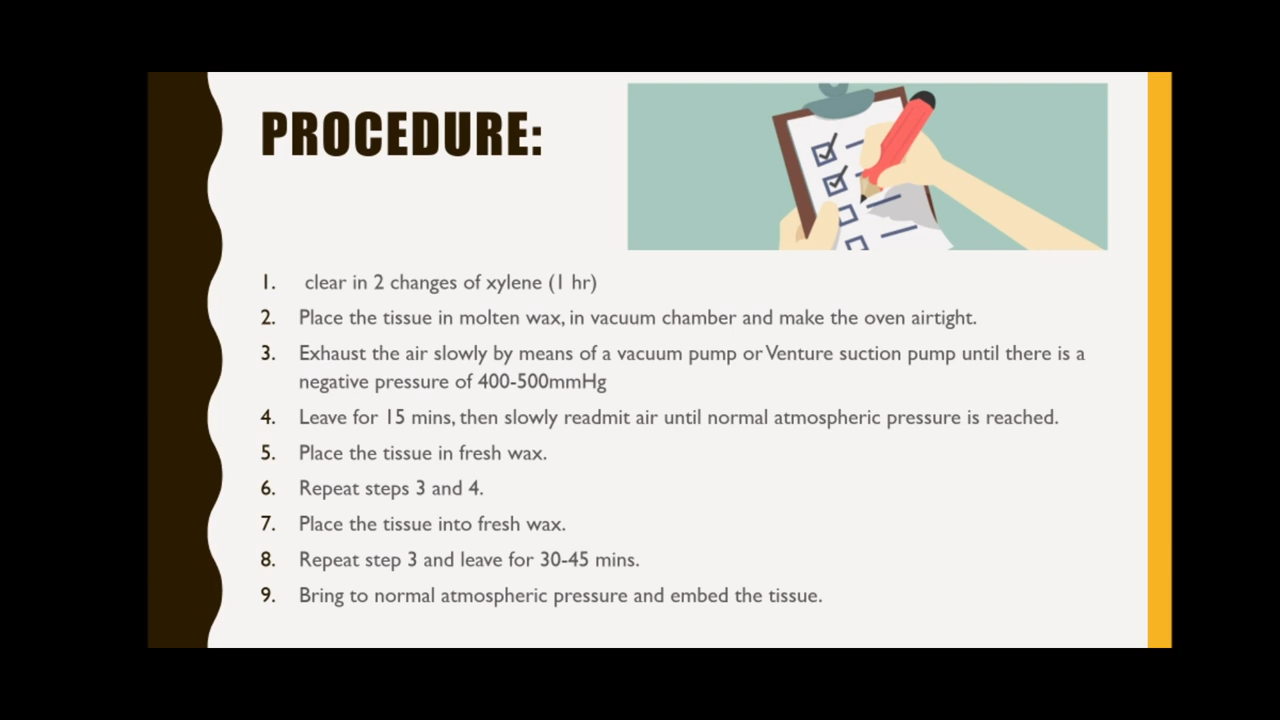 PROCEDURE:
1. clear in 2 changes of xylene (1 hr)
2. Place the tissue in molten wax, in vacuum chamber and make the oven airtight.
3. Exhaust the air slowly by means of a vacuum pump or Venture suction pump until there is a
negative pressure of 400-500mmHg
4. Leave for 15 mins, then slowly readmit air until normal atmospheric pressure is reached.
5. Place the tissue in fresh wax.
6. Repeat steps 3 and 4.
7. Place the tissue into fresh wax.
8. Repeat step 3 and leave for 30-45 mins.
9. Bring to normal atmospheric pressure and embed the tissue.